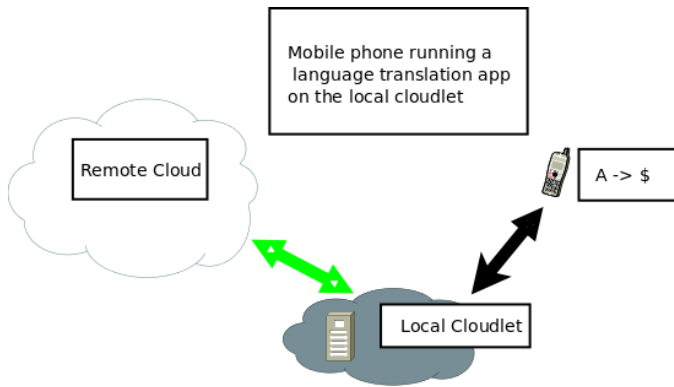 Mobile phone running a
language translation app
on the local cloudlet
Remote Cloud
A -> $
Local Cloudlet